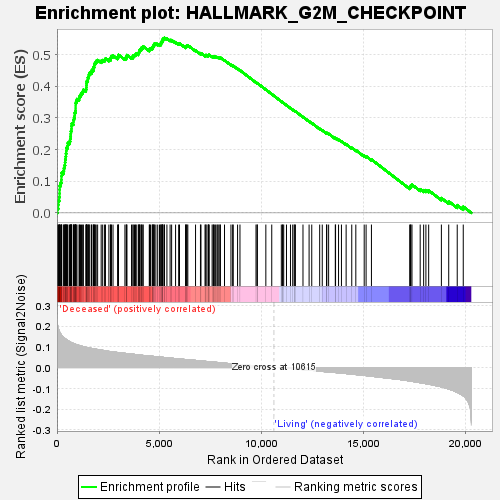 Enrichment plot: HALLMARK_G2M_CHECKPOINT
Enrichment score (ES)
0.5
0.4
0.3
0.2
0.1
0.0
'Deceased' (positively correlated)
Ranked list metric (Signal2Noise)
0.3
0.2
0.1
0.0
-0.1
-0.2
-0.3
Zero cross at 10615
'Living' (negatively correlated)
0
5,000
10,000
15,000
20,000
Rank in Ordered Dataset
Enrichment profile
Hits
Ranking metric scores